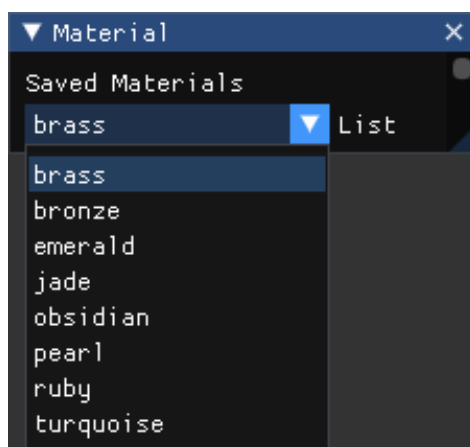 Material
Saved Materials
brass List
brass
bronze
emerald
jade
obsidian
pearl
ruby
turquoise